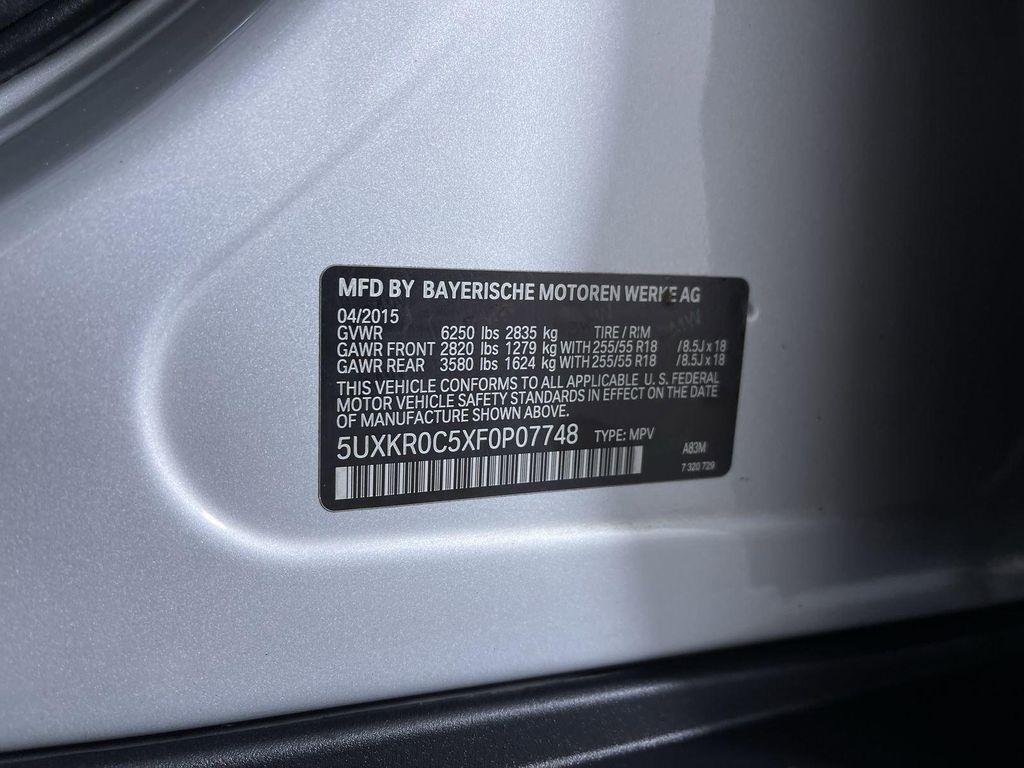 MFD BY BAYERISCHE MOTOREN WERKE AG
04/2015
GVWR 6250 lbs 2835 kg TIRE / RIM
GAWR FRONT 2820 lbs 1279 kg WITH 255/55 R18 /8.5J x 18
GAWR REAR 3580 lbs 1624 kg WITH 255/55 R18 /8.5J x 18
THIS VEHICLE CONFORMS TO ALL APPLICABLE U. S. FEDERAL
MOTOR VEHICLE SAFETY STANDARDS IN EFFECT ON THE DATE
OF MANUFACTURE SHOWN ABOVE.
5UXKR0C5XF0P07748 TYPE: MPV
A83M
7 320 729